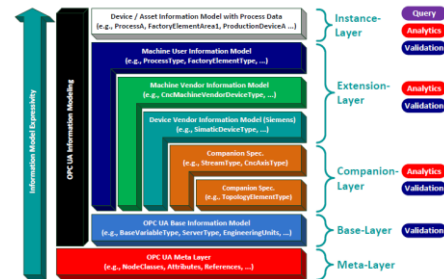 Device / Asset Information Model with Process Data
(e.g., ProcessA, FactoryElementArea1, ProductionDeviceA ...)
Instance-
Layer
Query
Analytics
Validation
Machine User Information Model
(e.g., ProcessType, FactoryElementType, ...)
Machine Vendor Information Model
(e.g., CncMachineVendorDeviceType, ...)
Device Vendor Information Model (Siemens)
(e.g., SimaticDeviceType, ...)
Extension-
Layer
Analytics
Validation
Companion Spec.
(e.g., StreamType, CncAxisType)
Companion Spec.
(e.g., TopologyElementType)
Companion-
Layer
Analytics
Validation
OPC UA Base Information Model
(e.g., BaseVariableType, ServerType, EngineeringUnits, ...)
Base-Layer
Validation
OPC UA Meta Layer
(e.g., NodeClasses, Attributes, References, ...)
Meta-Layer
Information Model Expressivity
OPC UA Information Modeling